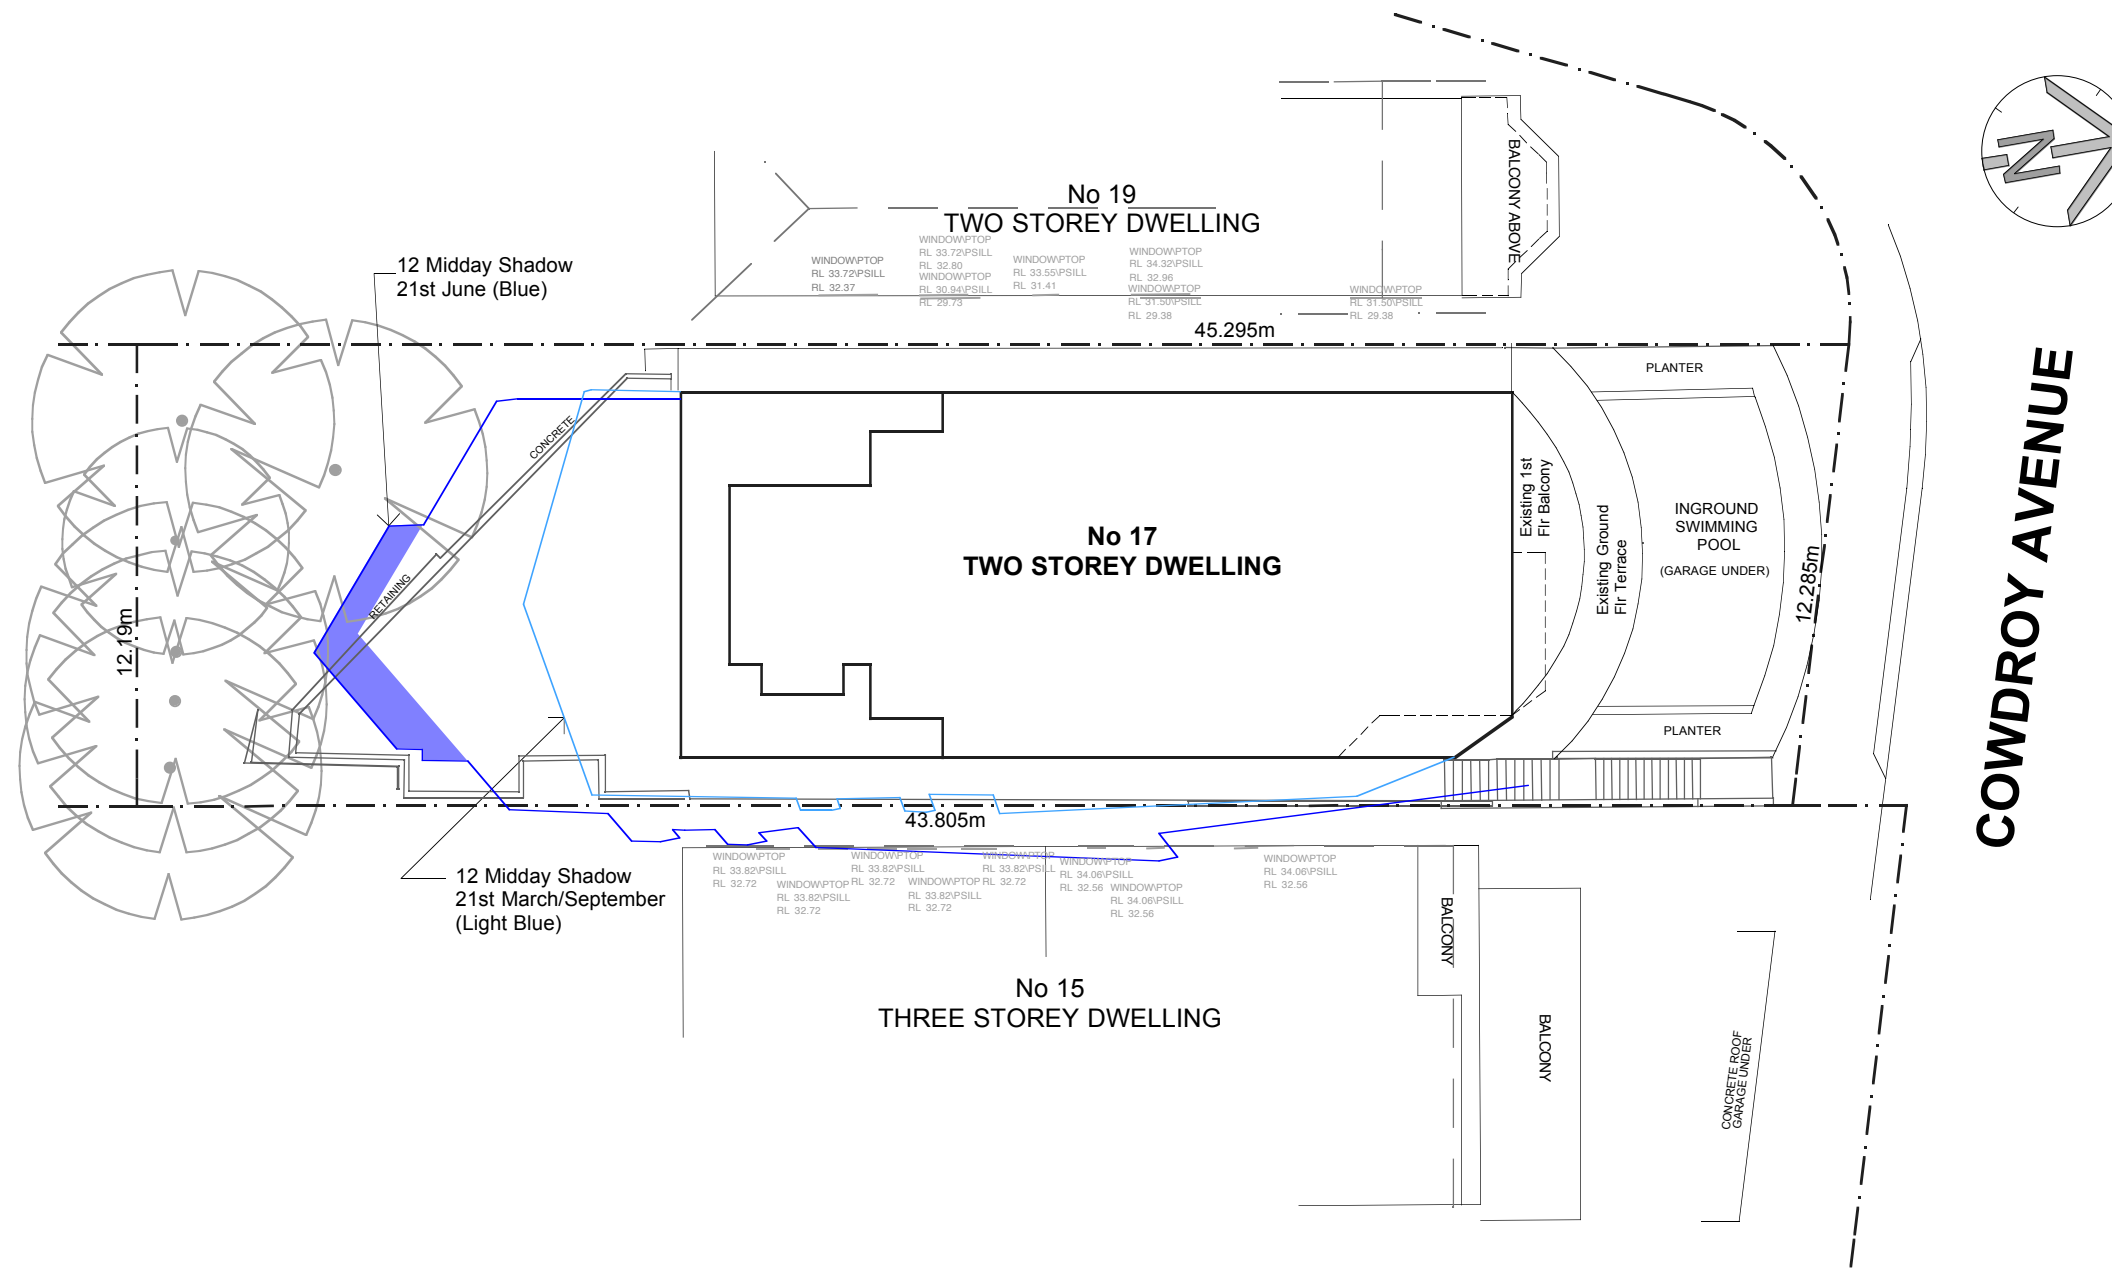 No 19
TWO STOREY DWELLING
BALCONY ABOVE
N
WINDOW\PTOP
RL 33.72\PSILL
RL 32.37
WINDOW\PTOP
RL 33.72\PSILL
RL 32.80
WINDOW\PTOP
RL 30.94\PSILL
RL 29.73
WINDOW\PTOP
RL 33.55\PSILL
RL 31.41
WINDOW\PTOP
RL 34.32\PSILL
RL 32.96
WINDOW\PTOP
RL 31.50\PSILL
RL 29.38
WINDOW\PTOP
RL 31.50\PSILL
RL 29.38
12 Midday Shadow
21st June (Blue)
45.295m
PLANTER
CONCRETE
RETAINING
No 17
TWO STOREY DWELLING
Existing 1st
Flr Balcony
Existing Ground
Flr Terrace
INGROUND
SWIMMING
POOL
(GARAGE UNDER)
12.285m
COWDROY AVENUE
12.19m
PLANTER
43.805m
12 Midday Shadow
21st March/September
(Light Blue)
WINDOW\PTOP
RL 33.82\PSILL
RL 32.72
WINDOW\PTOP
RL 33.82\PSILL
RL 32.72
WINDOW\PTOP
RL 33.82\PSILL
RL 32.72
WINDOW\PTOP
RL 33.82\PSILL
RL 32.72
WINDOW\PTOP
RL 33.82\PSILL
RL 32.72
WINDOW\PTOP
RL 34.06\PSILL
RL 32.56
WINDOW\PTOP
RL 34.06\PSILL
RL 32.56
WINDOW\PTOP
RL 34.06\PSILL
RL 32.56
No 15
THREE STOREY DWELLING
BALCONY
BALCONY
CONCRETE ROOF
GARAGE UNDER